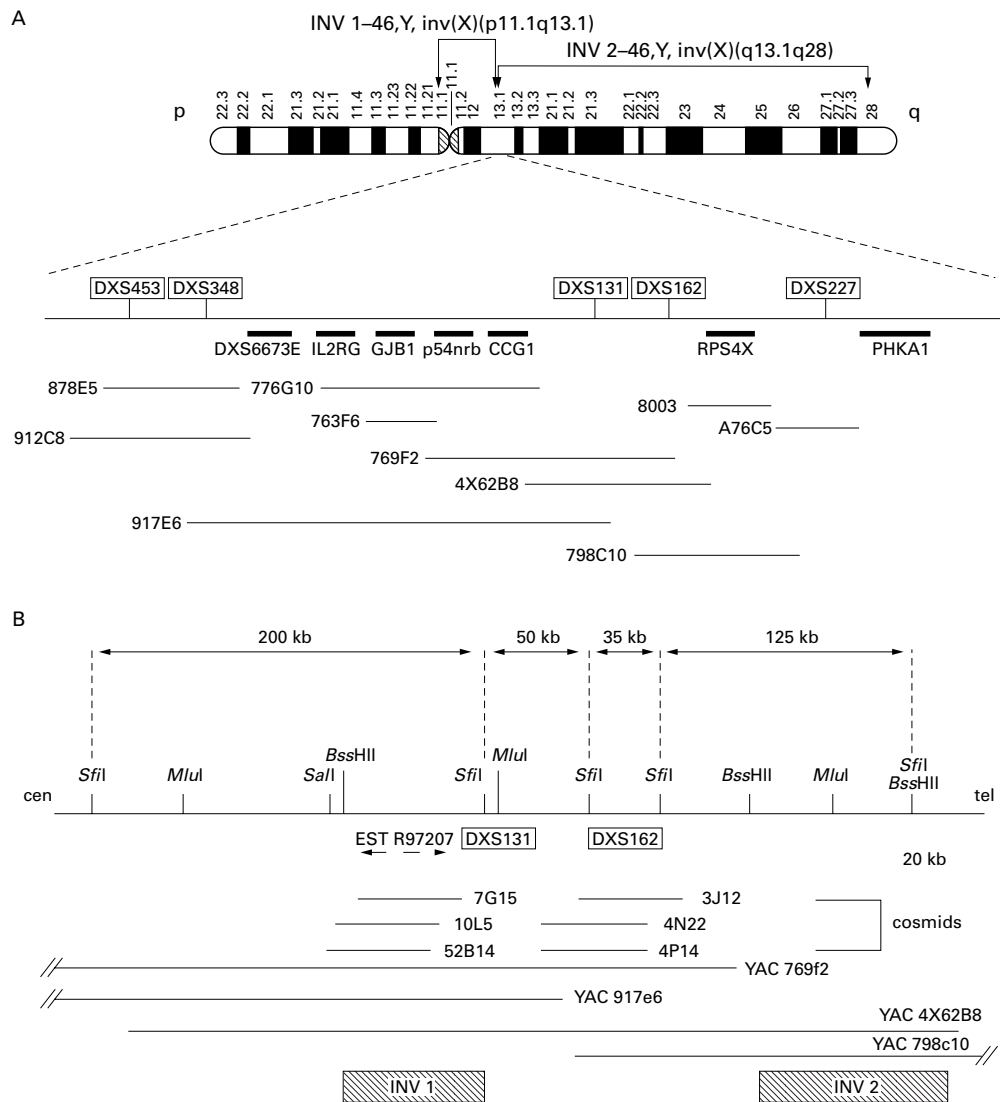 A
INV 1–46,Y, inv(X)(p11.1q13.1)
INV 2–46,Y, inv(X)(q13.1q28)
p
22.3
22.2
22.1
21.3
21.2
21.1
11.4
11.3
11.23
11.22
11.21
11.1
11.1
11.2
12
13.1
13.2
13.3
21.1
21.2
21.3
22.1
22.2
22.3
23
24
25
26
27.1
27.2
27.3
28
q
DXS453 DXS348 DXS131 DXS162 DXS227
DXS6673E IL2RG GJB1 p54nrb CCG1 RPS4X PHKA1
878E5 776G10
8003
763F6
A76C5
912C8
769F2
4X62B8
917E6
798C10
B
200 kb 50 kb 35 kb 125 kb
BssHII MluI
SfiI
SfiI MluI SalI SfiI SfiI SfiI BssHII MluI BssHII
cen tel
EST R97207 DXS131 DXS162
20 kb
7G15 3J12
10L5 4N22 cosmids
52B14 4P14
YAC 769f2
YAC 917e6
YAC 4X62B8
YAC 798c10
INV 1 INV 2